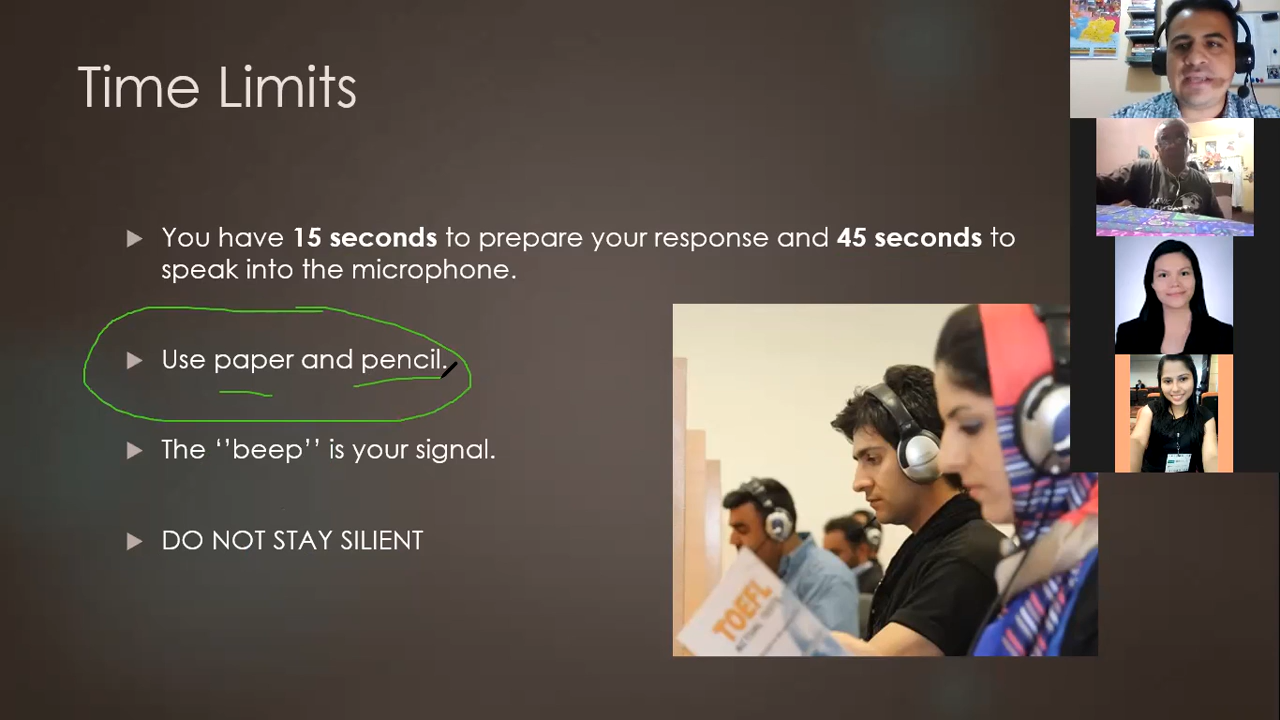 Time Limits
You have 15 seconds to prepare your response and 45 seconds to
speak into the microphone.
Use paper and pencil.
The ‘’beep’’ is your signal.
DO NOT STAY SILIENT
TOEFL